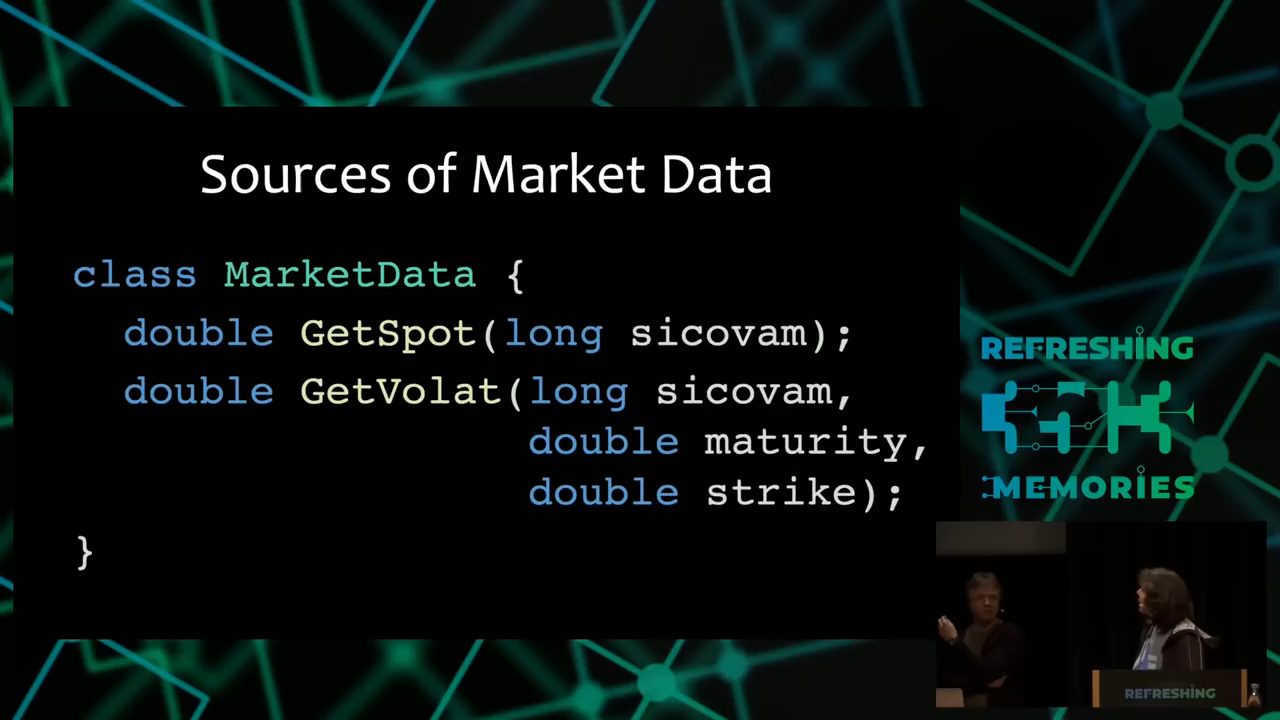 Sources of Market Data
class MarketData {
double GetSpot(long sicovam);
double GetVolat(long sicovam,
double maturity,
double strike);
}
REFRESHING
MEMORIES
REFRESHING